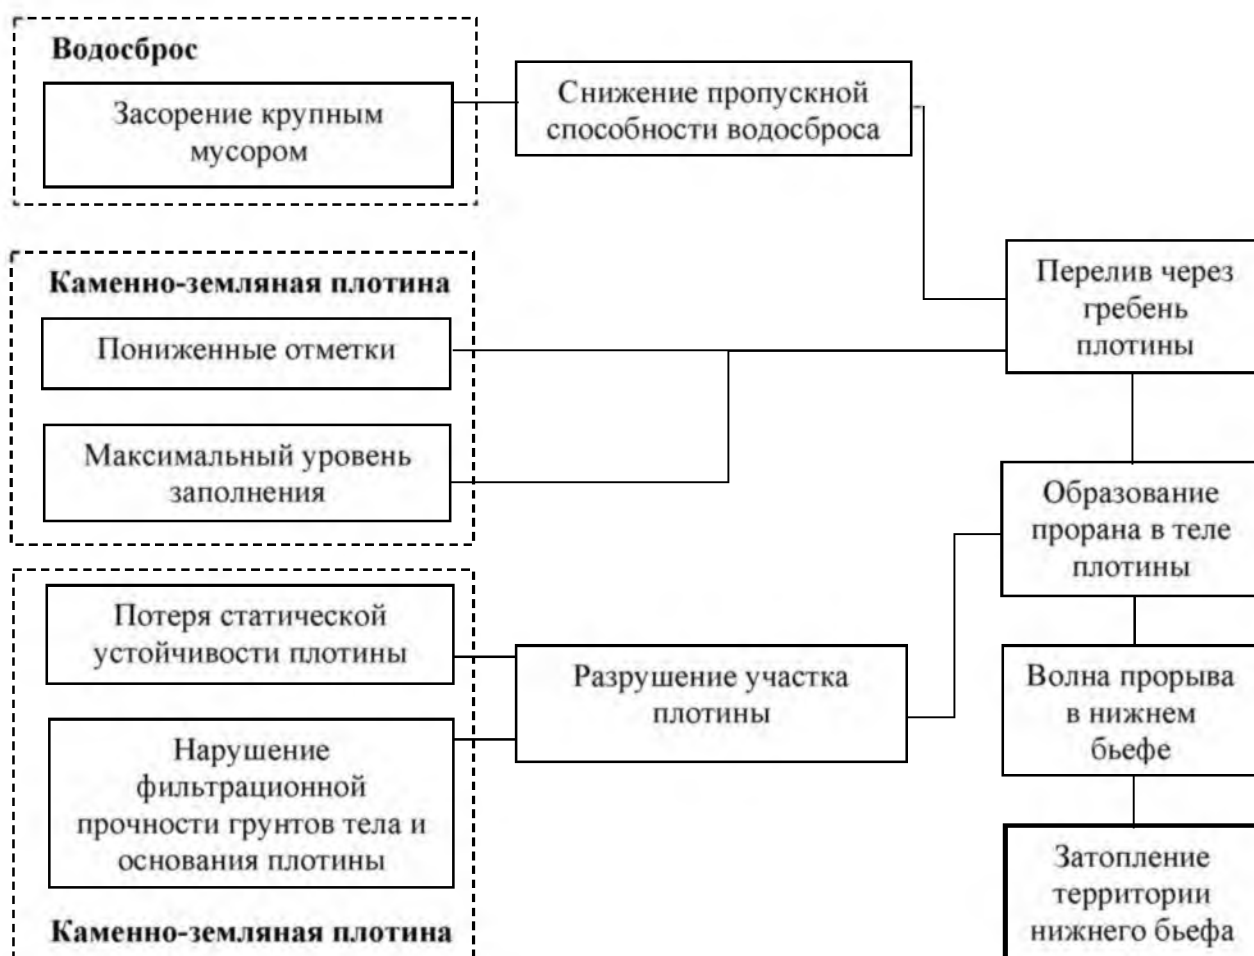 Водосброс
Засорение крупным
мусором
Снижение пропускной
способности водосброса
Каменно-земляная плотина
Пониженные отметки
Максимальный уровень
заполнения
Перелив через
гребень
плотины
Образование
прорана в теле
плотины
Потеря статической
устойчивости плотины
Нарушение
фильтрационной
прочности грунтов тела и
основания плотины
Каменно-земляная плотина
Разрушение участка
плотины
Волна прорыва
в нижнем
бьефе
Затопление
территории
нижнего бьефа